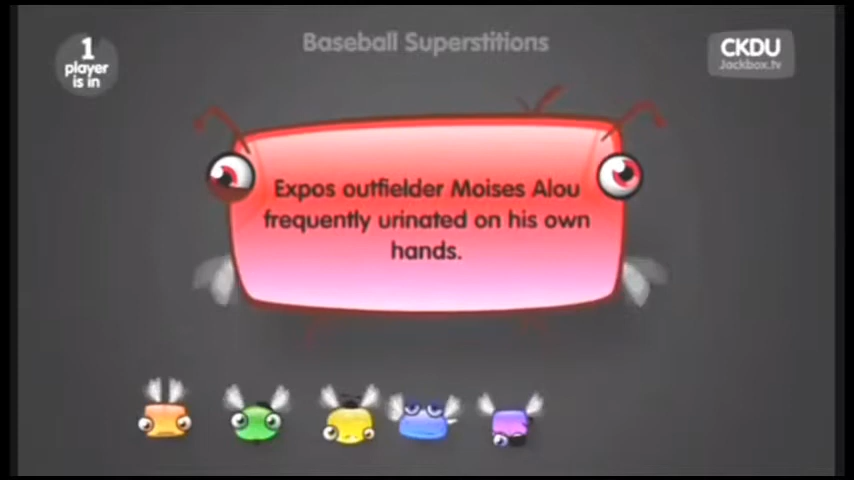 1
player
is in
Baseball Superstitions
CKDU
Jackbox.tv
Expos outfielder Moises Alou
frequently urinated on his own
hands.